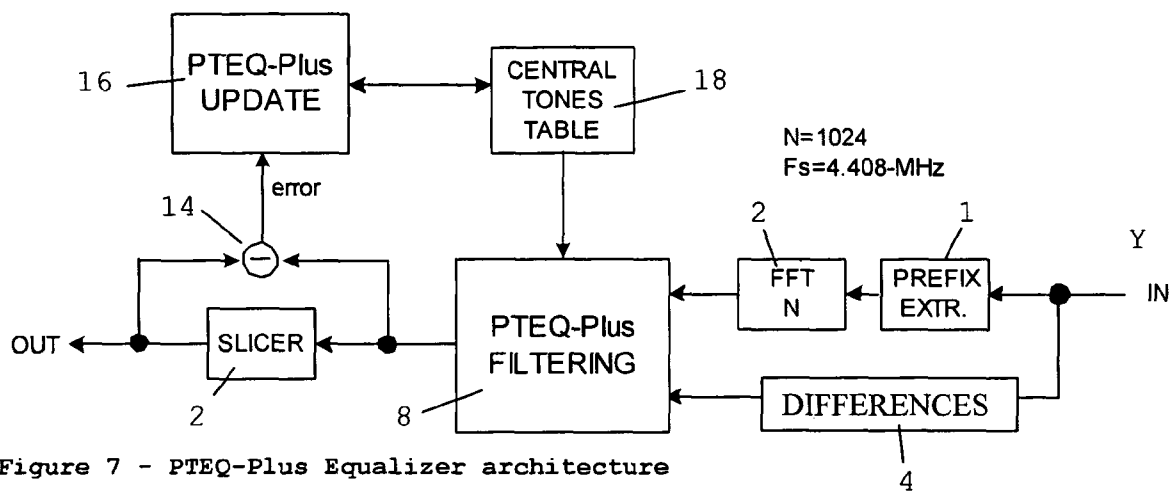 16
PTEQ-Plus
UPDATE
CENTRAL
TONES
TABLE
18
N=1024
Fs=4.408-MHz
error
14
2
1
Y
FFT
N
PREFIX
EXTR.
IN
PTEQ-Plus
FILTERING
OUT
SLICER
2
8
DIFFERENCES
4
Figure 7 - PTEQ-Plus Equalizer architecture